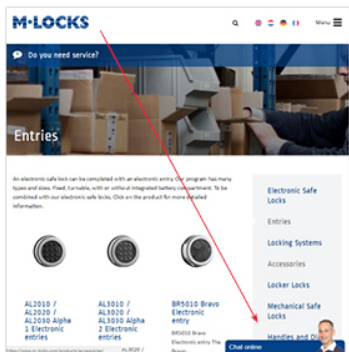 M·LOCKS
Menu
Do you need service?
Entries
An electronic safe lock can be completed with an electronic entry. Our program has many
types and sizes. Fixed, turnable, with or without integrated battery compartment. To be
combined with our electronic safe locks. Click on the product for more detailed
information.
Electronic Safe
Locks
Entries
Locking Systems
Accessories
Locker Locks
Mechanical Safe
Locks
Handles and
AL2010 /
AL2020 /
AL2030 Alpha
1 Electronic
entries
AL3010 /
AL3020 /
AL3030 Alpha
2 Electronic
entries
AL3020 /
BR5010 Bravo
Electronic
entry
BR5010 Bravo
Electronic entry The
Chat online